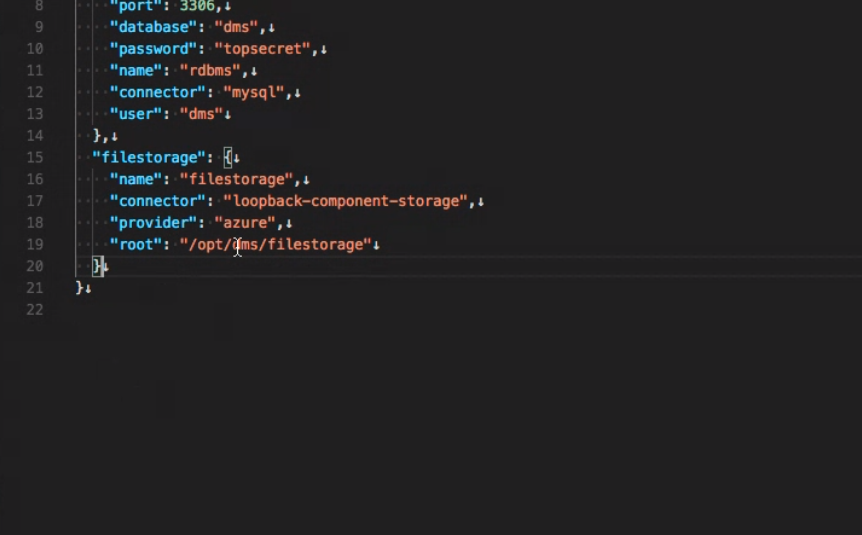 8 "port": 3306,↓
9 "database": "dms",↓
10 "password": "topsecret",↓
11 "name": "rdbms",↓
12 "connector": "mysql",↓
13 "user": "dms"↓
14 },↓
15 "filestorage": {↓
16 "name": "filestorage",↓
17 "connector": "loopback-component-storage",↓
18 "provider": "azure",↓
19 "root": "/opt/dms/filestorage"↓
20 }↓
21 }↓
22